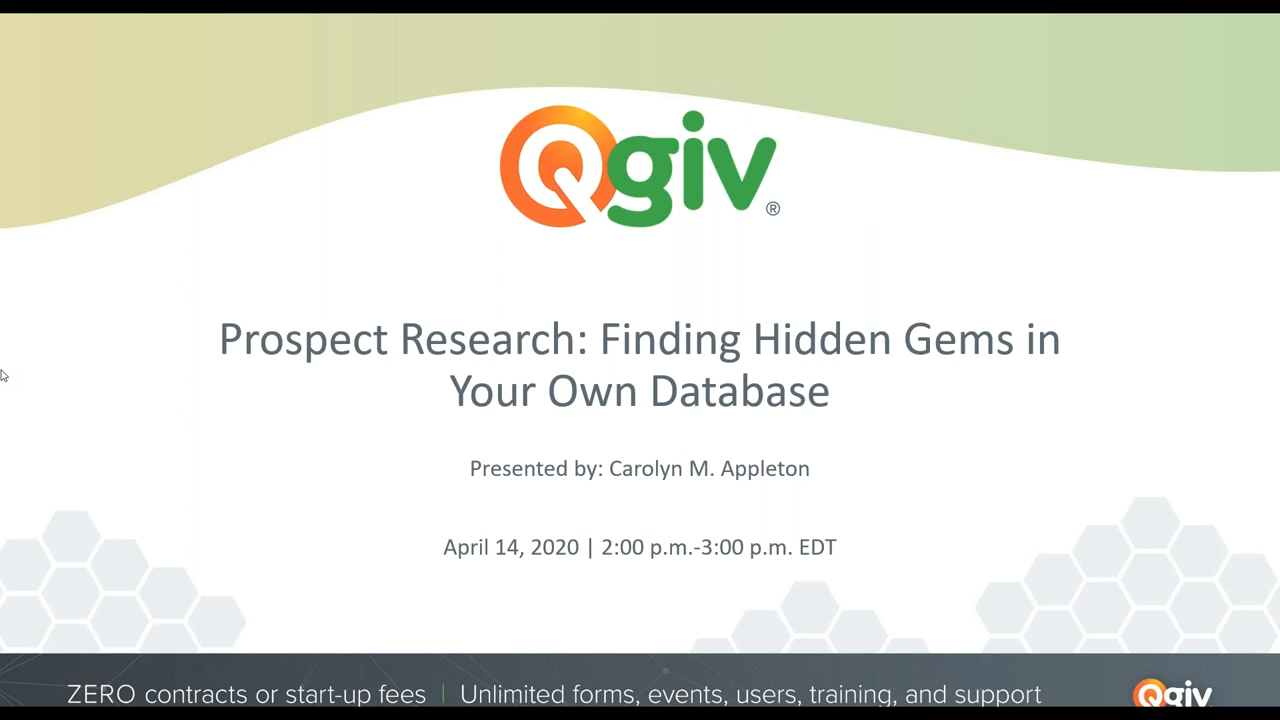 Qgiv®
Prospect Research: Finding Hidden Gems in
Your Own Database
Presented by: Carolyn M. Appleton
April 14, 2020 | 2:00 p.m.-3:00 p.m. EDT
ZERO contracts or start-up fees | Unlimited forms, events, users, training, and support
Qgiv